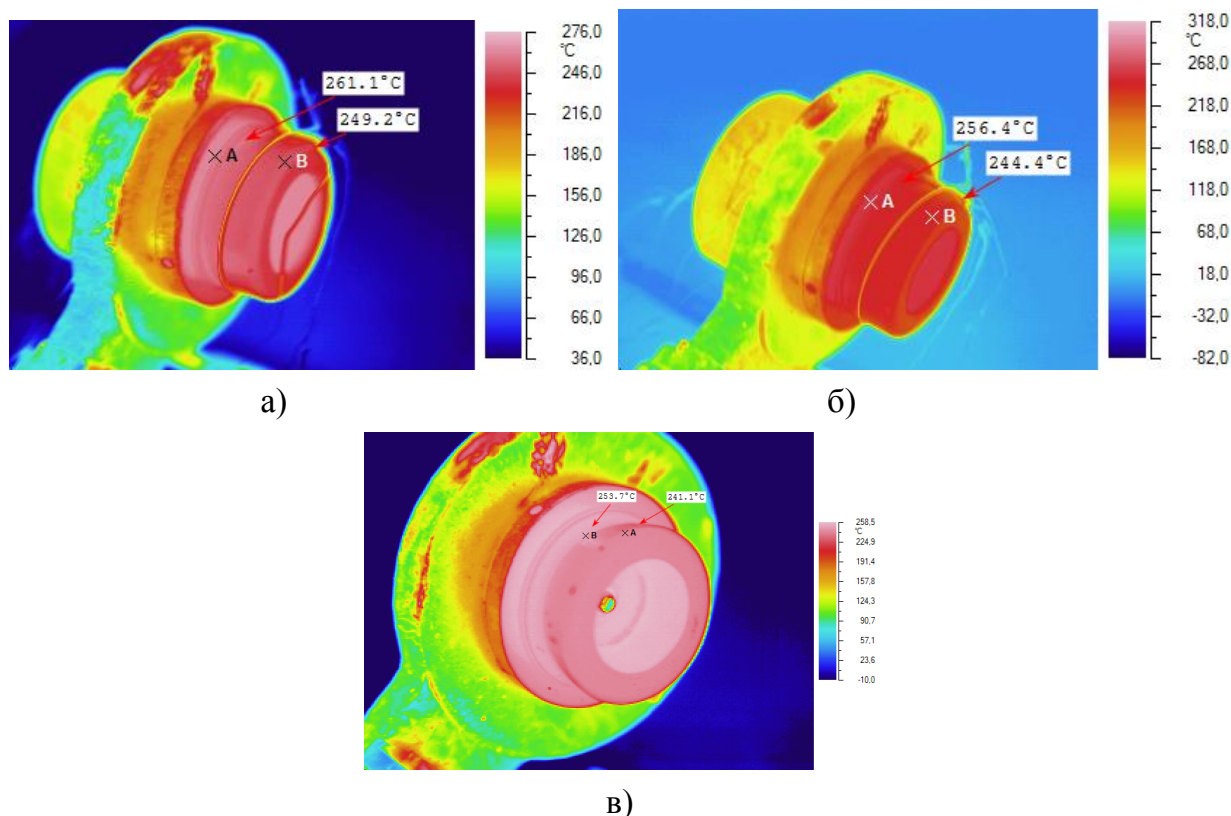 276,0
°C
246,0
216,0
186,0
156,0
126,0
96,0
66,0
36,0
261.1°C
249.2°C
A
B
а)
318,0
°C
268,0
218,0
168,0
118,0
68,0
18,0
-32,0
-82,0
256.4°C
244.4°C
A
B
б)
253.7°C
241.1°C
B
A
258,5
°C
224,9
191,4
157,8
124,3
90,7
57,1
23,6
-10,0
в)